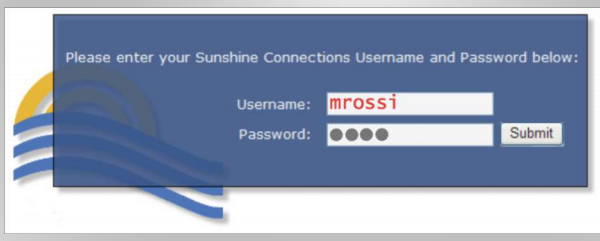 Please enter your Sunshine Connections Username and Password below:
Username: mrossi
Password: ●●●●
Submit